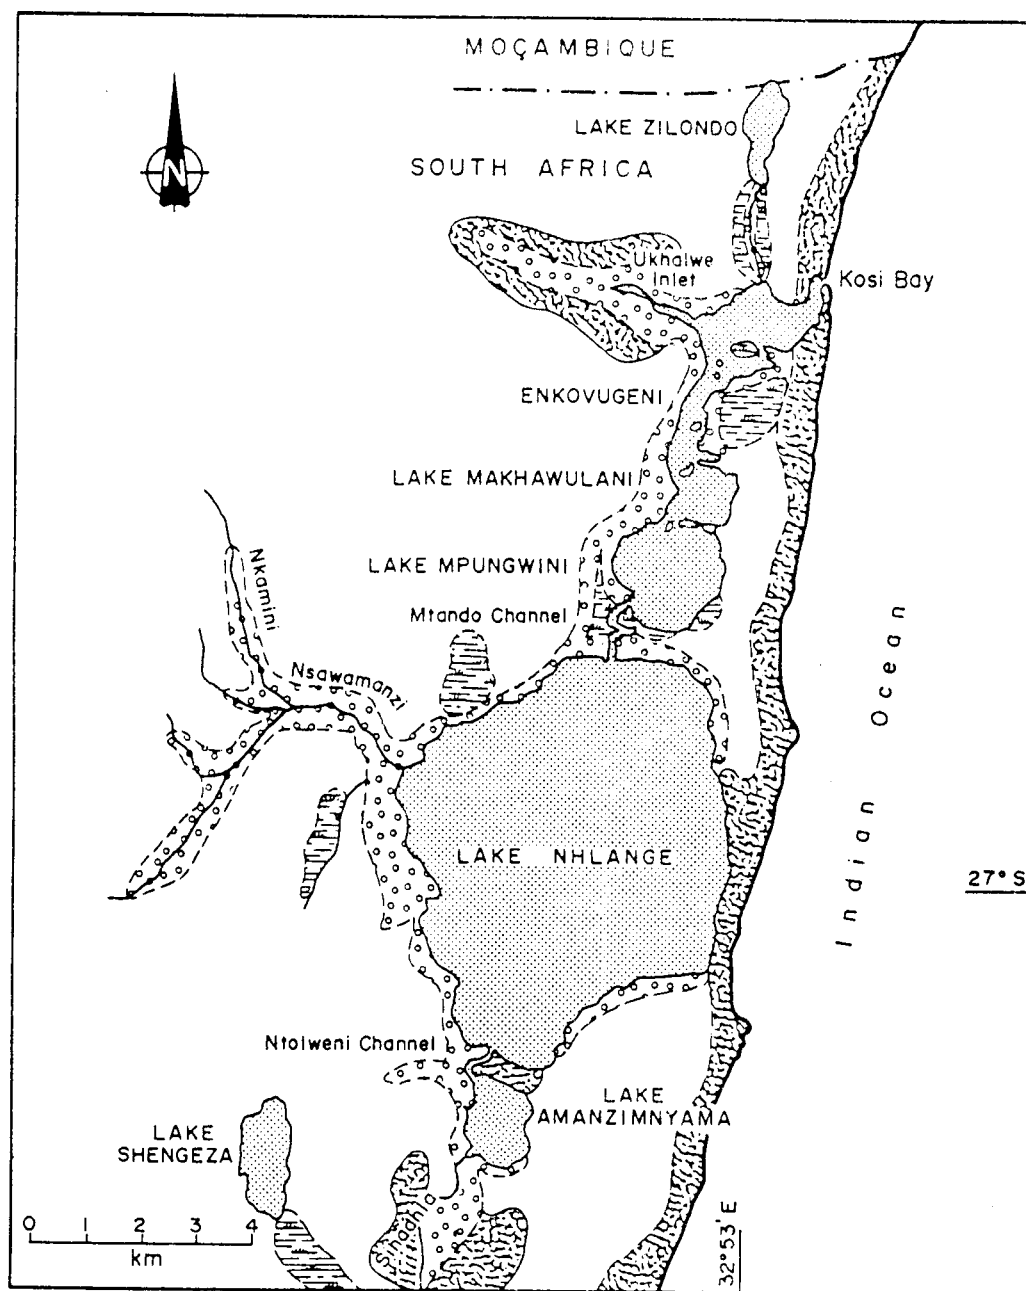 MOÇAMBIQUE
LAKE ZILONDO
SOUTH AFRICA
N
Ukhalwe
Inlet
Kosi Bay
ENKOVUGENI
LAKE MAKHAWULANI
LAKE MPUNGWINI
Mtando Channel
Nkamini
Nsawamanzi
Indian Ocean
LAKE NHLANGE
27° S
Ntolweni Channel
LAKE
AMANZIMNYAMA
LAKE
SHENGEZA
0 1 2 3 4
km
32°53'E